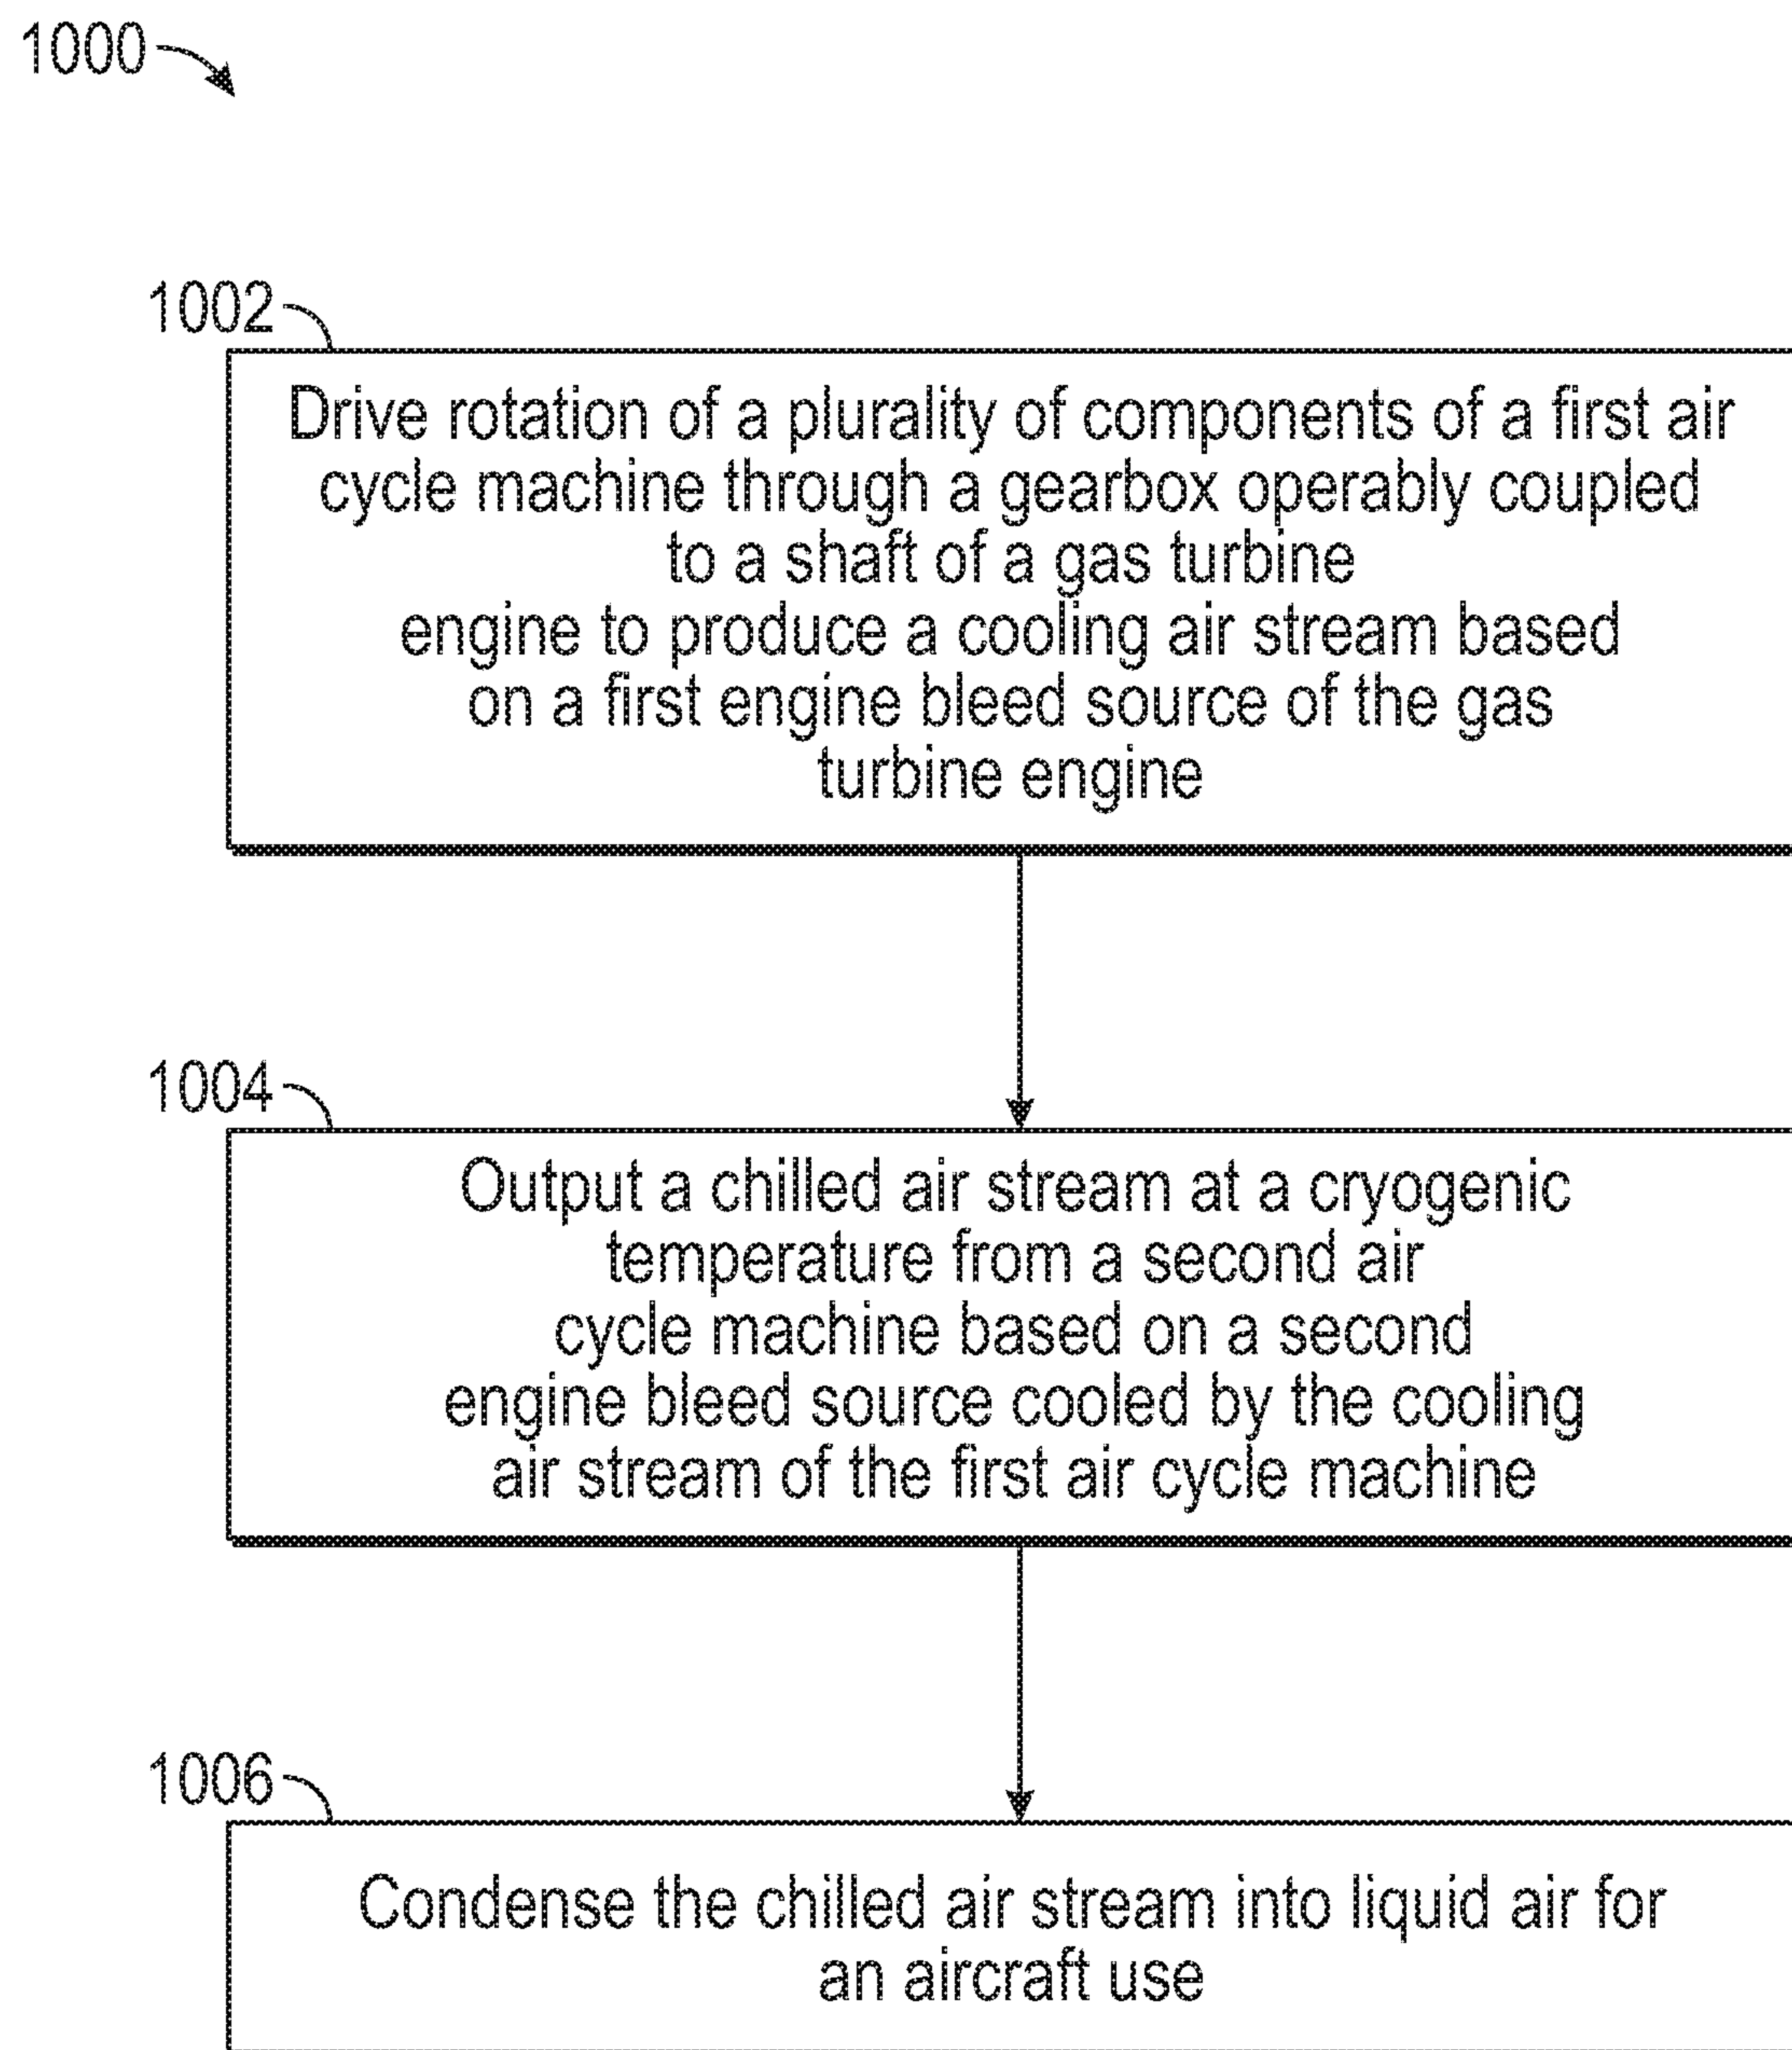 1000
1002
Drive rotation of a plurality of components of a first air
cycle machine through a gearbox operably coupled
to a shaft of a gas turbine
engine to produce a cooling air stream based
on a first engine bleed source of the gas
turbine engine
1004
Output a chilled air stream at a cryogenic
temperature from a second air
cycle machine based on a second
engine bleed source cooled by the cooling
air stream of the first air cycle machine
1006
Condense the chilled air stream into liquid air for
an aircraft use